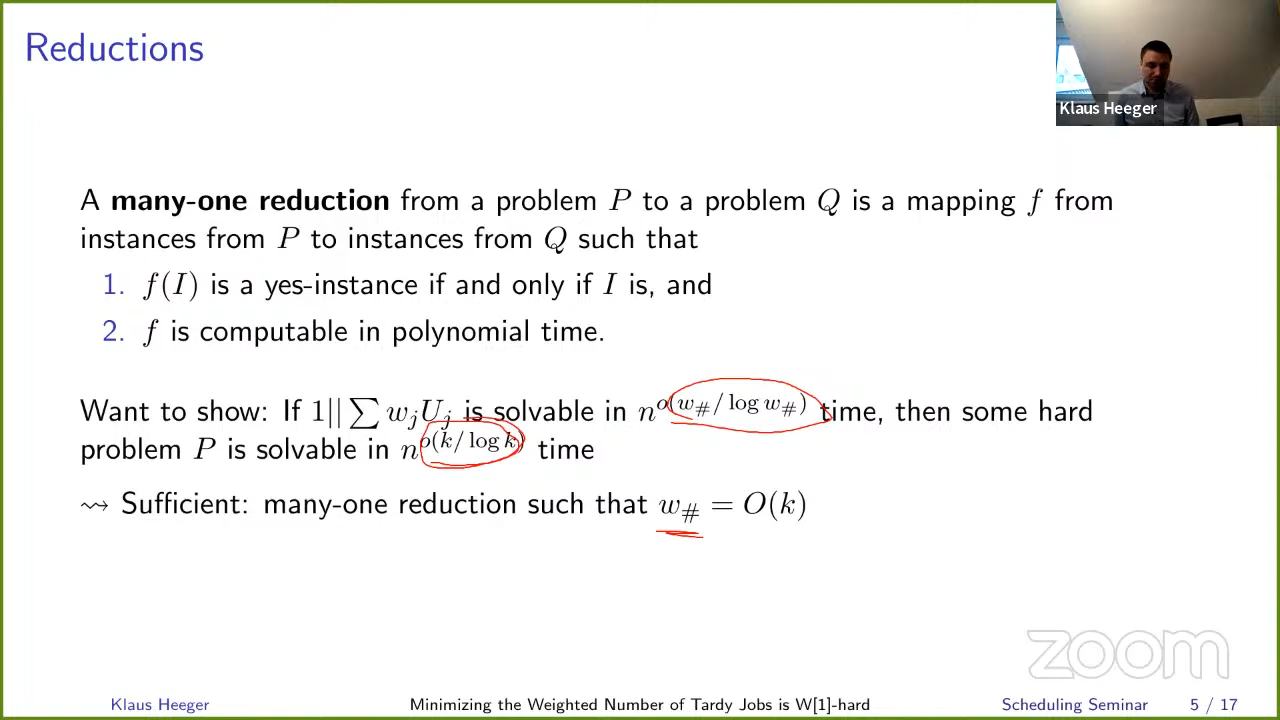 Reductions
Klaus Heeger
A many-one reduction from a problem P to a problem Q is a mapping f from
instances from P to instances from Q such that
1. f(I) is a yes-instance if and only if I is, and
2. f is computable in polynomial time.
Want to show: If 1|| ∑ w_j U_j is solvable in n^{o(w_#/ log w_#)} time, then some hard
problem P is solvable in n^{o(k/ log k)} time
⇝ Sufficient: many-one reduction such that w_# = O(k)
zoom
Klaus Heeger Minimizing the Weighted Number of Tardy Jobs is W[1]-hard Scheduling Seminar 5 / 17